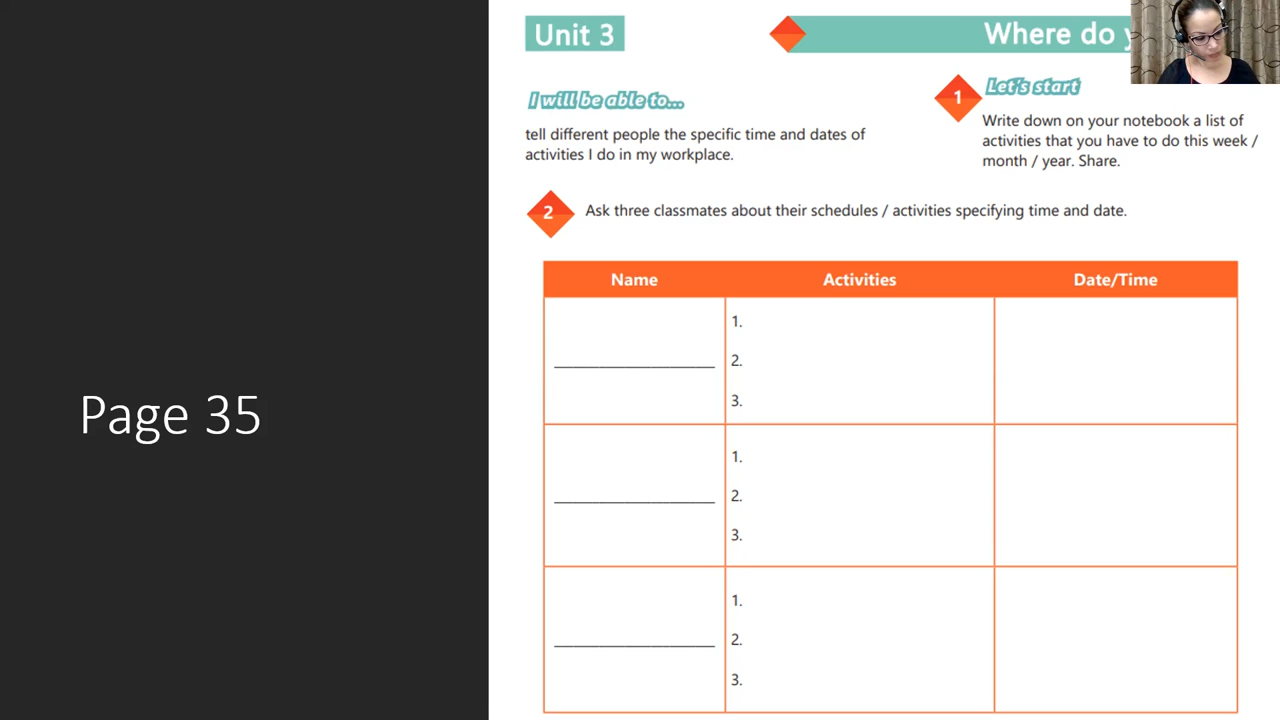 Page 35
Unit 3
Where do
I will be able to...
tell different people the specific time and dates of
activities I do in my workplace.
1
Let's start
Write down on your notebook a list of
activities that you have to do this week /
month / year. Share.
2
Ask three classmates about their schedules / activities specifying time and date.
Name Activities Date/Time
1.
2.
3.
1.
2.
3.
1.
2.
3.